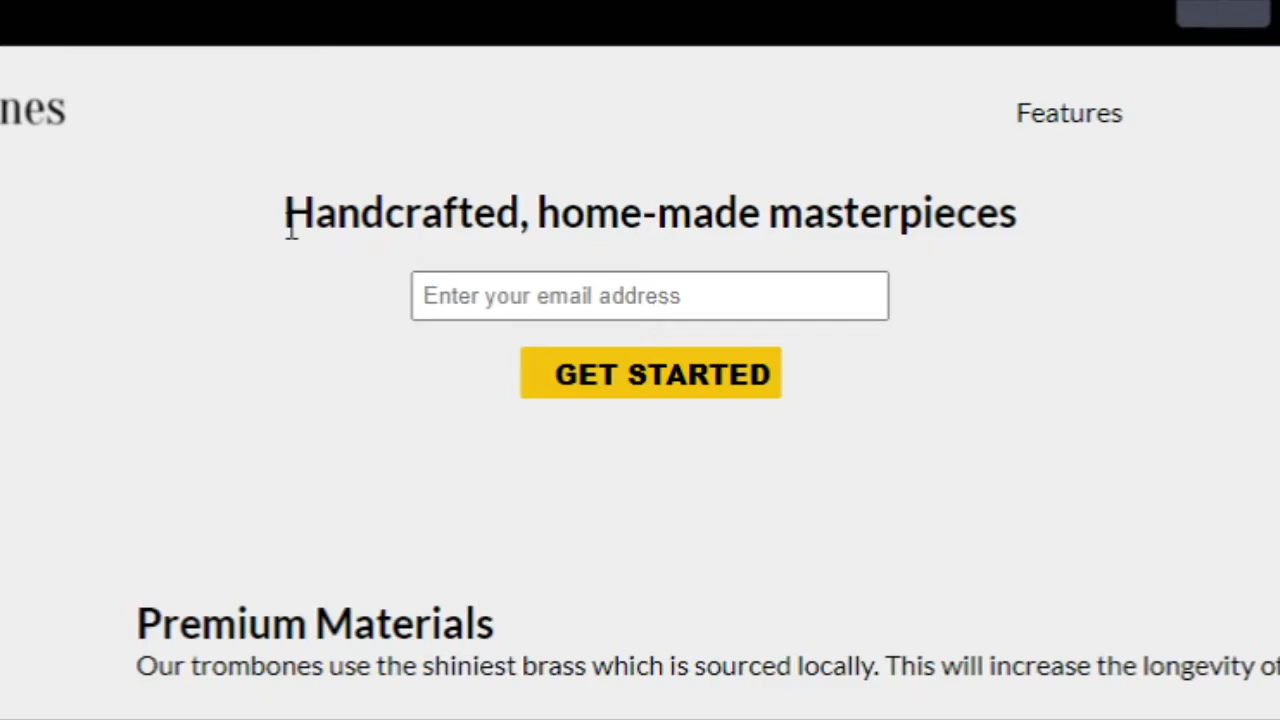 nes
Features
Handcrafted, home-made masterpieces
Enter your email address
GET STARTED
Premium Materials
Our trombones use the shiniest brass which is sourced locally. This will increase the longevity of